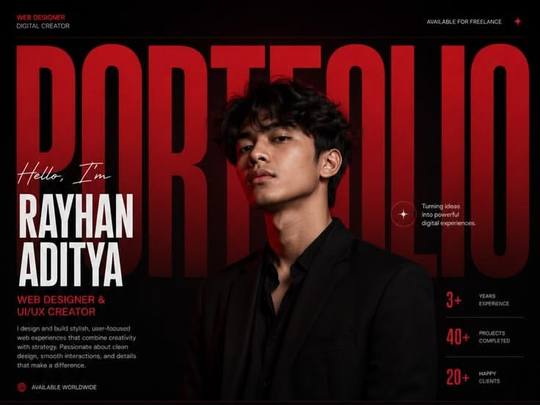 WEB DESIGNER
DIGITAL CREATOR
AVAILABLE FOR FREELANCE
PORTFOLIO
Hello, I'm
RAYHAN
ADITYA
WEB DESIGNER &
UI/UX CREATOR
I design and build stylish, user-focused
web experiences that combine creativity
with strategy. Passionate about clean
design, smooth interactions, and details
that make a difference.
AVAILABLE WORLDWIDE
Turning ideas
into powerful
digital experiences.
3+ YEARS
EXPERIENCE
40+ PROJECTS
COMPLETED
20+ HAPPY
CLIENTS